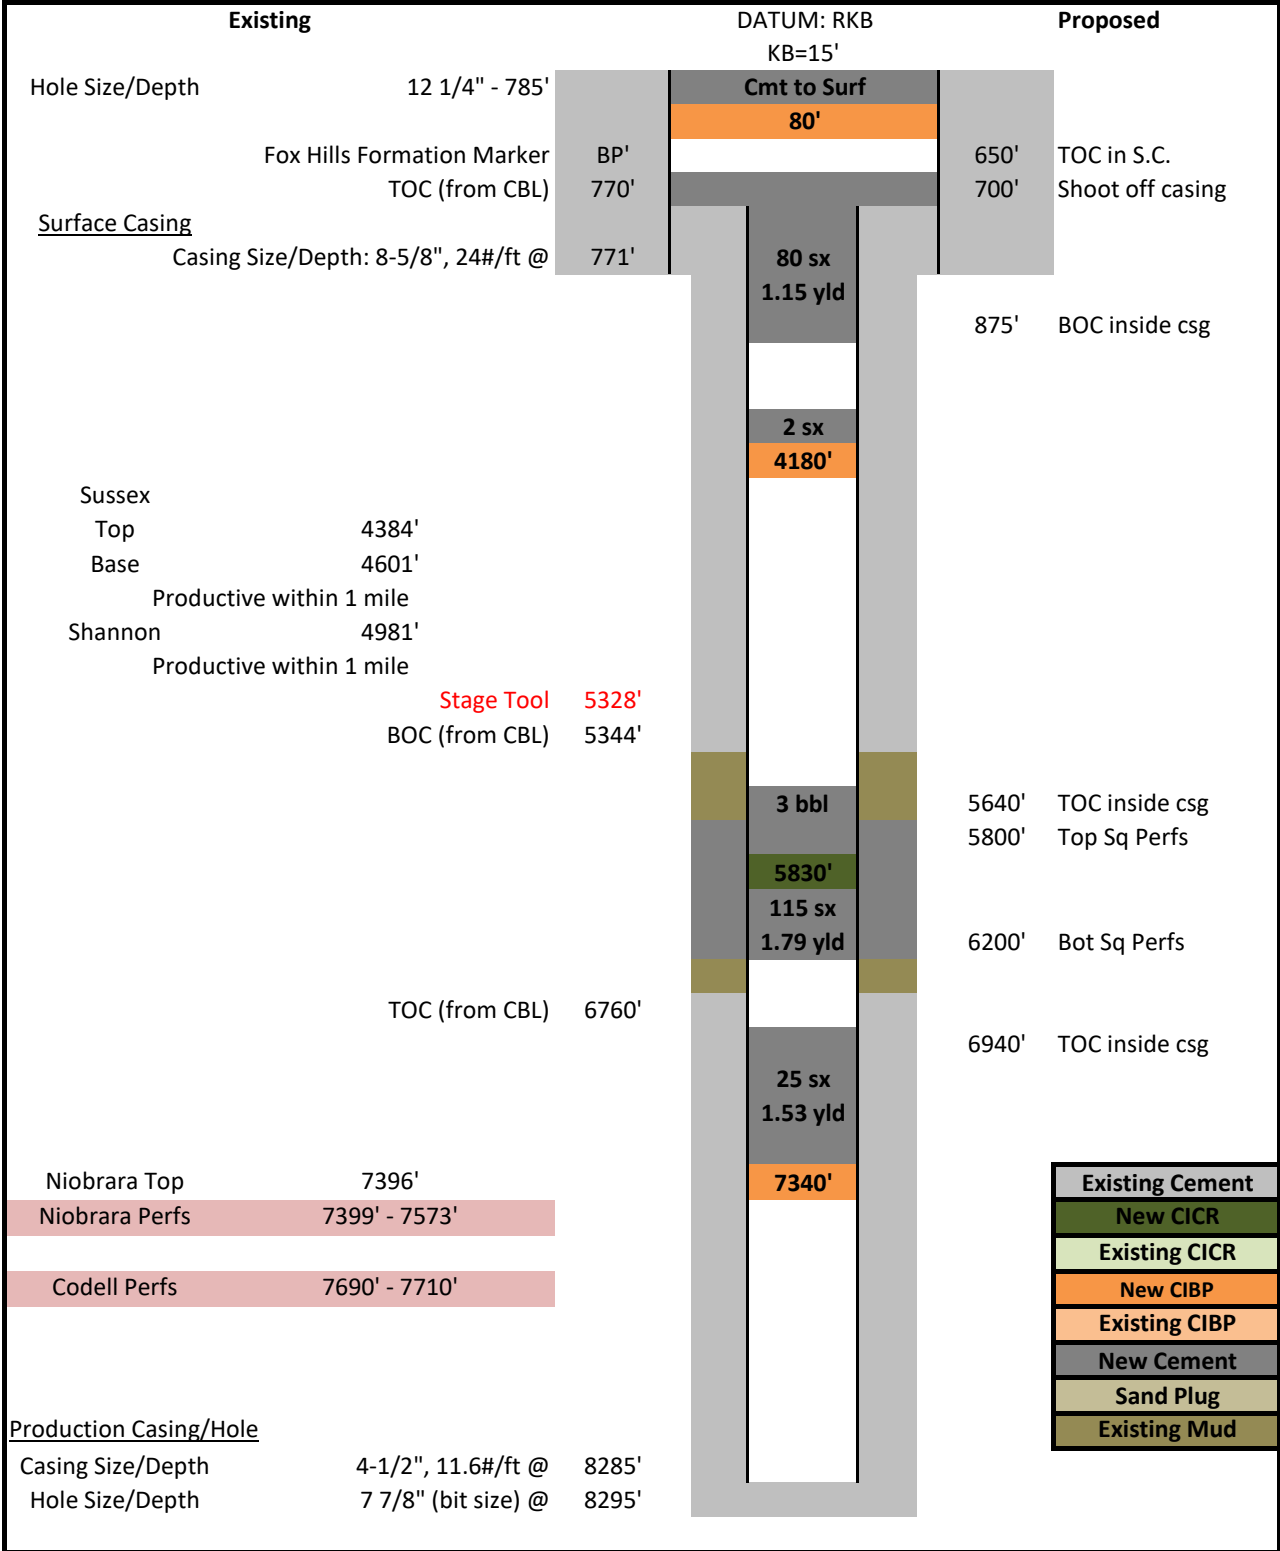 Existing DATUM: RKB Proposed
KB=15'
Hole Size/Depth 12 1/4" - 785' Cmt to Surf
80'
Fox Hills Formation Marker BP' 650' TOC in S.C.
TOC (from CBL) 770' 700' Shoot off casing
Surface Casing
Casing Size/Depth: 8-5/8", 24#/ft @ 771' 80 sx
1.15 yld
875' BOC inside csg
2 sx
4180'
Sussex
Top 4384'
Base 4601'
Productive within 1 mile
Shannon 4981'
Productive within 1 mile
Stage Tool 5328'
BOC (from CBL) 5344'
3 bbl 5640' TOC inside csg
5800' Top Sq Perfs
5830'
115 sx
1.79 yld 6200' Bot Sq Perfs
TOC (from CBL) 6760'
6940' TOC inside csg
25 sx
1.53 yld
Niobrara Top 7396' 7340' Existing Cement
Niobrara Perfs 7399' - 7573' New CICR
Existing CICR
Codell Perfs 7690' - 7710' New CIBP
Existing CIBP
New Cement
Sand Plug
Production Casing/Hole Existing Mud
Casing Size/Depth 4-1/2", 11.6#/ft @ 8285'
Hole Size/Depth 7 7/8" (bit size) @ 8295'